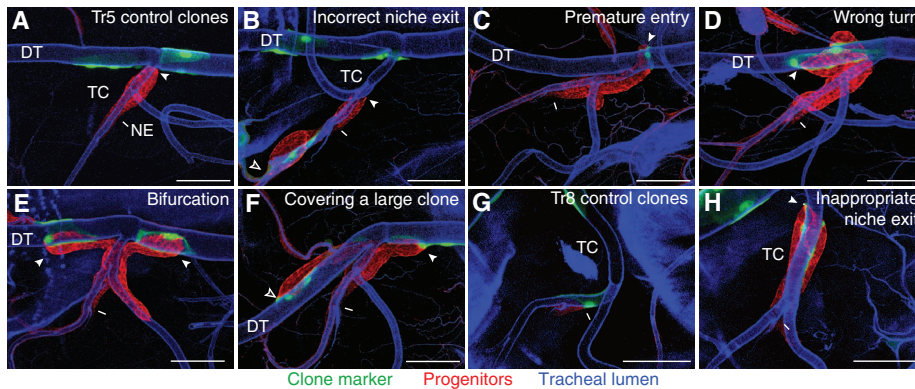 A Tr5 control clones
DT
TC
NE
B Incorrect niche exit
DT
TC
C Premature entry
DT
D Wrong turn
DT
E Bifurcation
DT
F Covering a large clone
DT
G Tr8 control clones
TC
H Inappropriate
niche exit
TC
Clone marker Progenitors Tracheal lumen